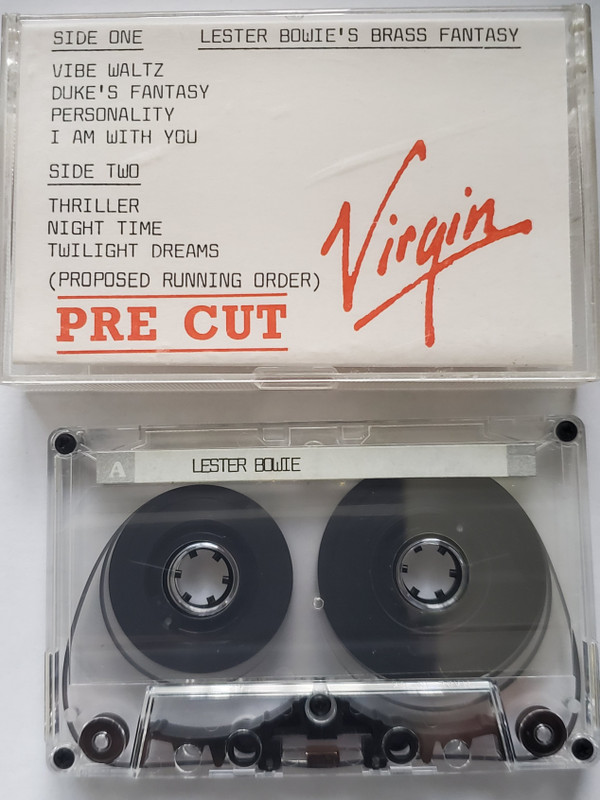 SIDE ONE LESTER BOWIE'S BRASS FANTASY
VIBE WALTZ
DUKE'S FANTASY
PERSONALITY
I AM WITH YOU
SIDE TWO
THRILLER
NIGHT TIME
TWILIGHT DREAMS
(PROPOSED RUNNING ORDER)
PRE CUT
Virgin
A LESTER BOWIE